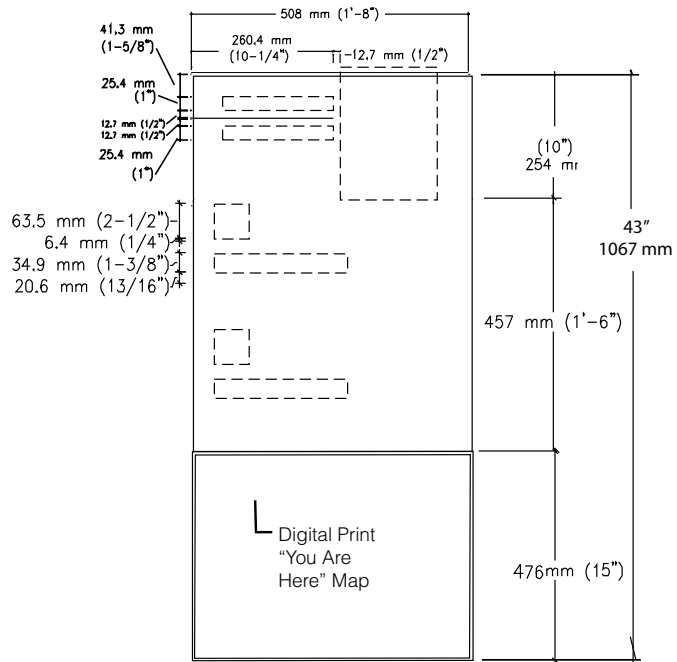 508 mm (1'-8")
41,3 mm
(1-5/8")
260.4 mm
(10-1/4")
12.7 mm (1/2")
25.4 mm
(1")
12.7 mm (1/2")
12.7 mm (1/2")
25.4 mm
(1")
(10")
254 mm
63.5 mm (2-1/2")
6.4 mm (1/4")
34.9 mm (1-3/8")
20.6 mm (13/16")
43"
1067 mm
457 mm (1'-6")
Digital Print
“You Are
Here” Map
476mm (15")